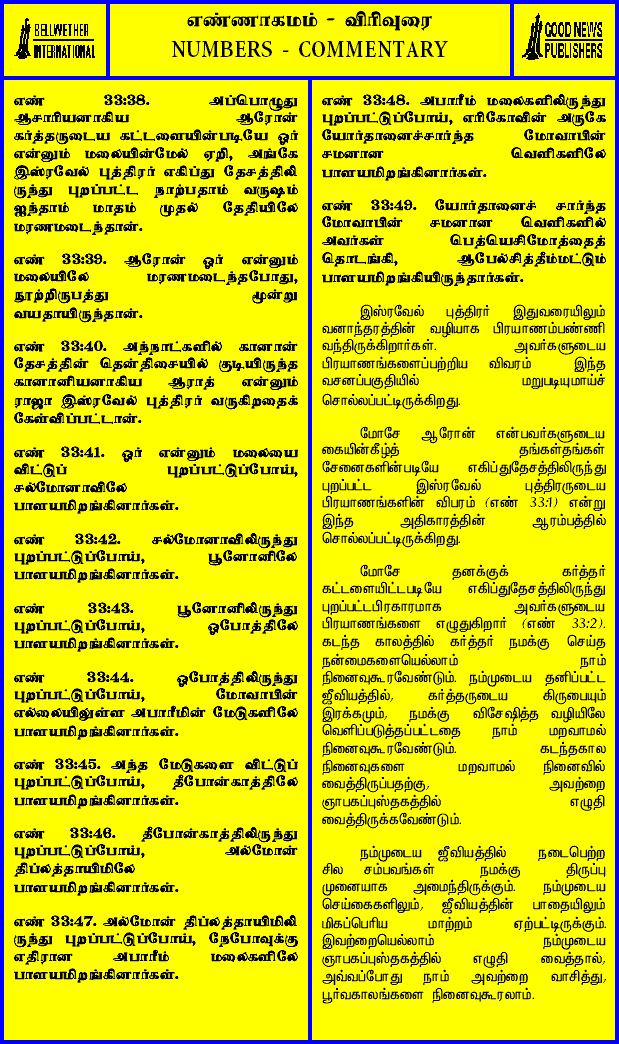 BELLWETHER
INTERNATIONAL
எண்ணாகமம் - விரிவுரை
NUMBERS - COMMENTARY
GOOD NEWS
PUBLISHERS
எண் 33:38. அப்பொழுது
ஆசாரியனாகிய ஆரோன்
கர்த்தருடைய கட்டளையின்படியே ஓர்
என்னும் மலையின்மேல் ஏறி, அங்கே
இஸ்ரவேல் புத்திரர் எகிப்து தேசத்திலி
ருந்து புறப்பட்ட நாற்பதாம் வருஷம்
ஐந்தாம் மாதம் முதல் தேதியிலே
மரணமடைந்தான்.
எண் 33:39. ஆரோன் ஓர் என்னும்
மலையிலே மரணமடைந்தபோது,
நூற்றிருபத்து மூன்று
வயதாயிருந்தான்.
எண் 33:40. அந்நாட்களில் கானான்
தேசத்தின் தென்திசையில் குடியிருந்த
கானானியனாகிய ஆராத் என்னும்
ராஜா இஸ்ரவேல் புத்திரர் வருகிறதைக்
கேள்விப்பட்டான்.
எண் 33:41. ஓர் என்னும் மலையை
விட்டுப் புறப்பட்டுப்போய்,
சல்மோனாவிலே
பாளயமிறங்கினார்கள்.
எண் 33:42. சல்மோனாவிலிருந்து
புறப்பட்டுப்போய், பூனோனிலே
பாளயமிறங்கினார்கள்.
எண் 33:43. பூனோனிலிருந்து
புறப்பட்டுப்போய், ஓபோத்திலே
பாளயமிறங்கினார்கள்.
எண் 33:44. ஓபோத்திலிருந்து
புறப்பட்டுப்போய், மோவாபின்
எல்லையிலுள்ள அபாரீமின் மேடுகளிலே
பாளயமிறங்கினார்கள்.
எண் 33:45. அந்த மேடுகளை விட்டுப்
புறப்பட்டுப்போய், தீபோன்காத்திலே
பாளயமிறங்கினார்கள்.
எண் 33:46. தீபோன்காத்திலிருந்து
புறப்பட்டுப்போய், அல்மோன்
திப்லத்தாயிமிலே
பாளயமிறங்கினார்கள்.
எண் 33:47. அல்மோன் திப்லத்தாயிமிலி
ருந்து புறப்பட்டுப்போய், நேபோவுக்கு
எதிரான அபாரீம் மலைகளிலே
பாளயமிறங்கினார்கள்.
எண் 33:48. அபாரீம் மலைகளிலிருந்து
புறப்பட்டுப்போய், எரிகோவின் அருகே
யோர்தானைச்சார்ந்த மோவாபின்
சமனான வெளிகளிலே
பாளயமிறங்கினார்கள்.
எண் 33:49. யோர்தானைச் சார்ந்த
மோவாபின் சமனான வெளிகளில்
அவர்கள் பெத்யெசிமோத்தைத்
தொடங்கி, ஆபேல்சித்தீம்மட்டும்
பாளயமிறங்கியிருந்தார்கள்.
இஸ்ரவேல் புத்திரர் இதுவரையிலும்
வனாந்தரத்தின் வழியாக பிரயாணம்பண்ணி
வந்திருக்கிறார்கள். அவர்களுடைய
பிரயாணங்களைப்பற்றிய விவரம் இந்த
வசனப்பகுதியில் மறுபடியுமாய்ச்
சொல்லப்பட்டிருக்கிறது.
மோசே ஆரோன் என்பவர்களுடைய
கையின்கீழ்த் தங்கள்தங்கள்
சேனைகளின்படியே எகிப்துதேசத்திலிருந்து
புறப்பட்ட இஸ்ரவேல் புத்திரருடைய
பிரயாணங்களின் விபரம் (எண் 33:1) என்று
இந்த அதிகாரத்தின் ஆரம்பத்தில்
சொல்லப்பட்டிருக்கிறது.
மோசே தனக்குக் கர்த்தர்
கட்டளையிட்டபடியே எகிப்துதேசத்திலிருந்து
புறப்பட்டபிரகாரமாக அவர்களுடைய
பிரயாணங்களை எழுதுகிறார் (எண் 33:2).
கடந்த காலத்தில் கர்த்தர் நமக்கு செய்த
நன்மைகளையெல்லாம் நாம்
நினைவுகூரவேண்டும். நம்முடைய தனிப்பட்ட
ஜீவியத்தில், கர்த்தருடைய கிருபையும்
இரக்கமும், நமக்கு விசேஷித்த வழியிலே
வெளிப்படுத்தப்பட்டதை நாம் மறவாமல்
நினைவுகூரவேண்டும். கடந்தகால
நினைவுகளை மறவாமல் நினைவில்
வைத்திருப்பதற்கு, அவற்றை
ஞாபகப்புஸ்தகத்தில் எழுதி
வைத்திருக்கவேண்டும்.
நம்முடைய ஜீவியத்தில் நடைபெற்ற
சில சம்பவங்கள் நமக்கு திருப்பு
முனையாக அமைந்திருக்கும். நம்முடைய
செய்கைகளிலும், ஜீவியத்தின் பாதையிலும்
மிகப்பெரிய மாற்றம் ஏற்பட்டிருக்கும்.
இவற்றையெல்லாம் நம்முடைய
ஞாபகப்புஸ்தகத்தில் எழுதி வைத்தால்,
அவ்வப்போது நாம் அவற்றை வாசித்து,
பூர்வகாலங்களை நினைவுகூரலாம்.